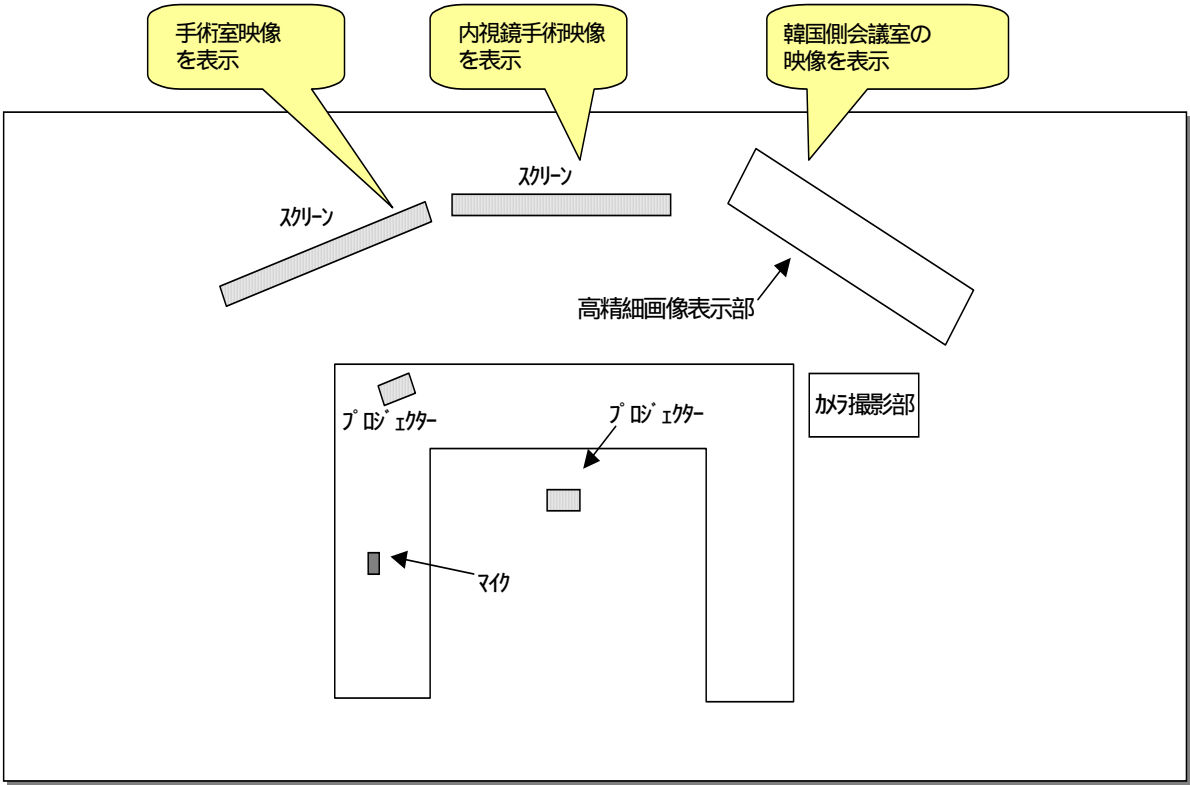 手術室映像
を表示
内視鏡手術映像
を表示
韓国側会議室の
映像を表示
ｽｸﾘｰﾝ
ｽｸﾘｰﾝ
高精細画像表示部
ｶﾒﾗ撮影部
ﾌﾟﾛｼﾞｪｸﾀｰ
ﾌﾟﾛｼﾞｪｸﾀｰ
ﾏｲｸ